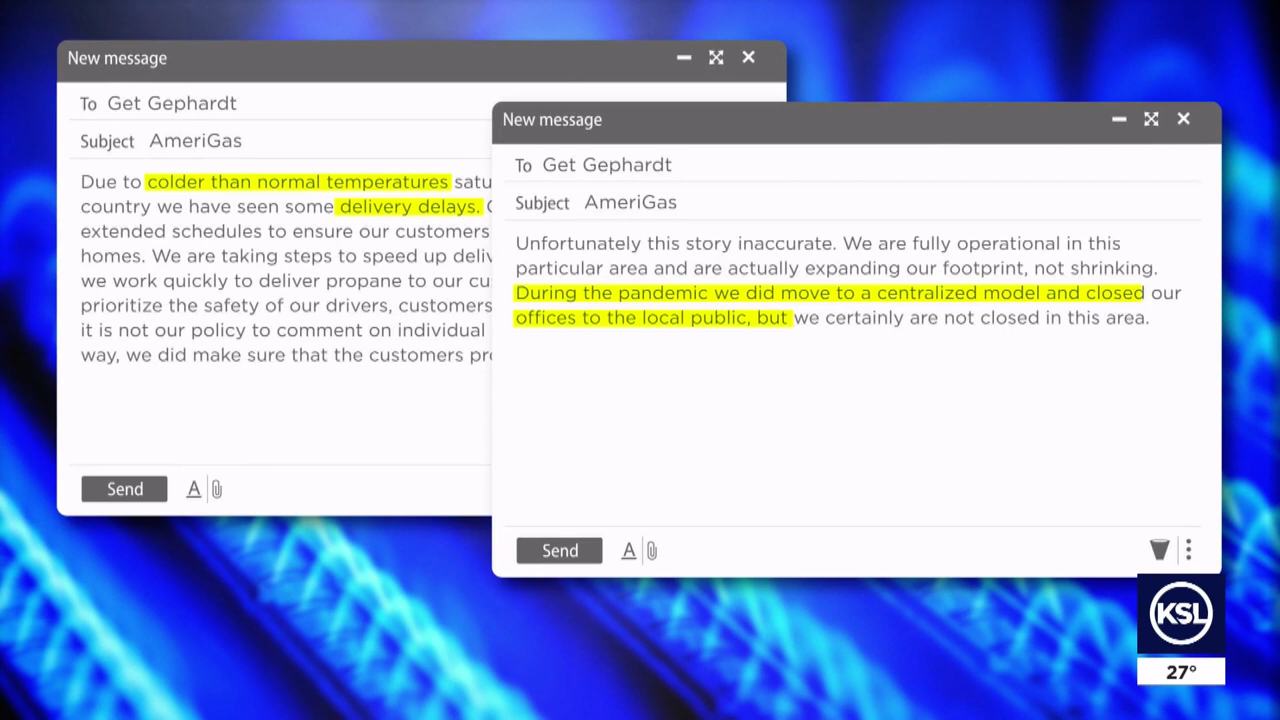 New message
To Get Gephardt
Subject AmeriGas
Due to colder than normal temperatures
country we have seen some delivery delays.
extended schedules to ensure our customers
homes. We are taking steps to speed up
we work quickly to deliver propane to our
prioritize the safety of our drivers, customers
it is not our policy to comment on individual
way, we did make sure that the customers
Send
A
New message
To Get Gephardt
Subject AmeriGas
Unfortunately this story inaccurate. We are fully operational in this
particular area and are actually expanding our footprint, not shrinking.
During the pandemic we did move to a centralized model and closed our
offices to the local public, but we certainly are not closed in this area.
Send
A
KSL
27°